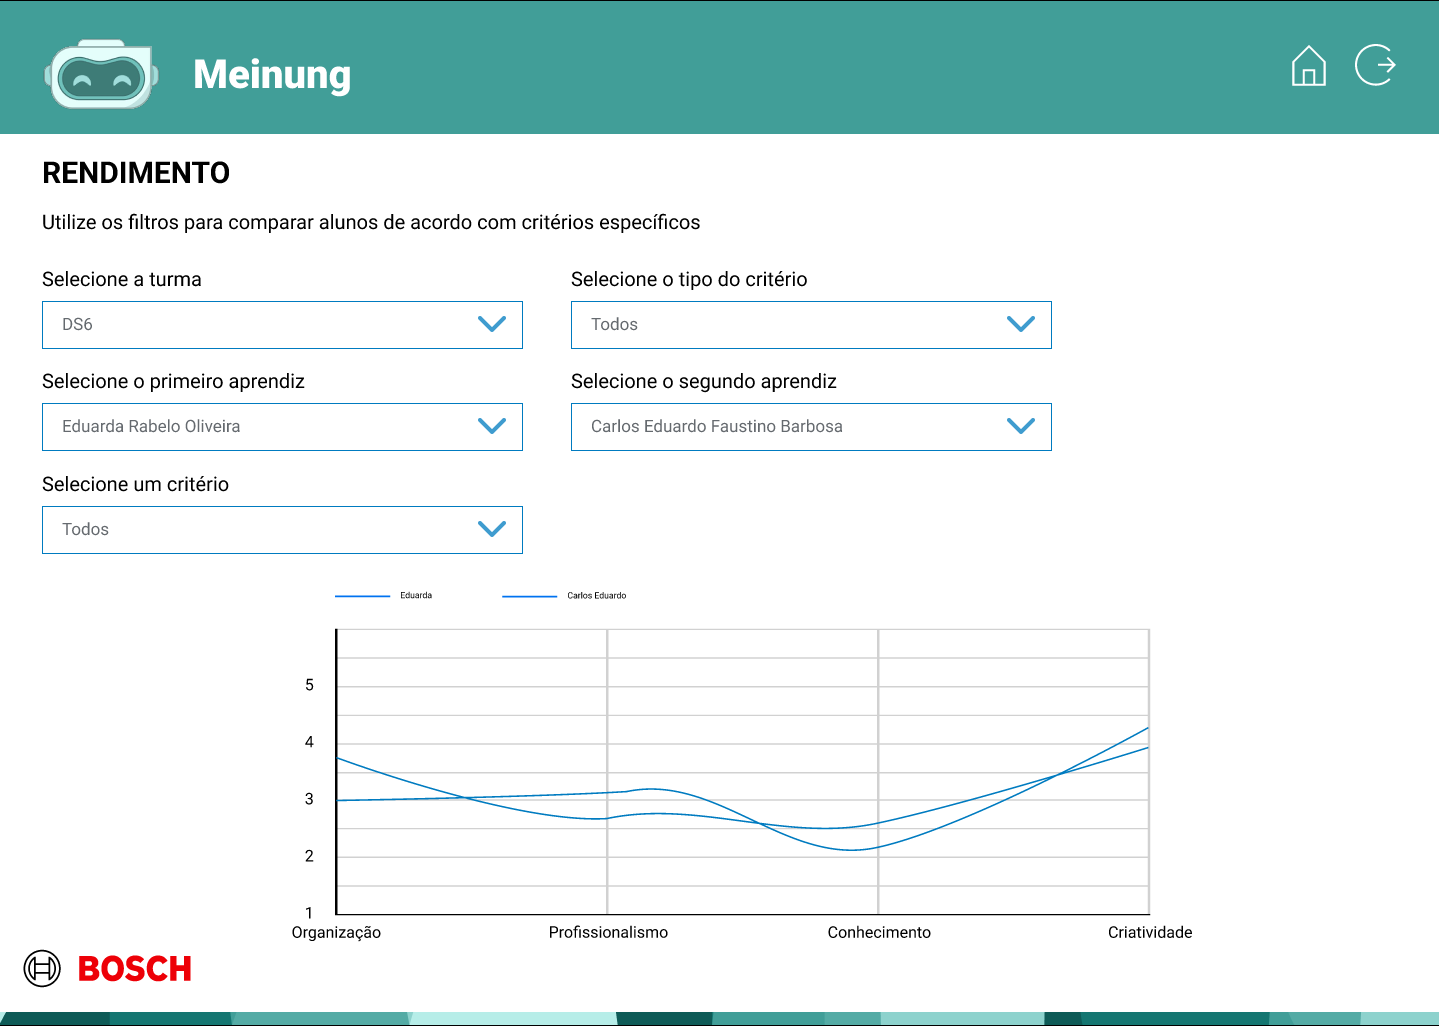 Meinung
RENDIMENTO
Utilize os filtros para comparar alunos de acordo com critérios específicos
Selecione a turma
Selecione o tipo do critério
DS6
Todos
Selecione o primeiro aprendiz
Selecione o segundo aprendiz
Eduarda Rabelo Oliveira
Carlos Eduardo Faustino Barbosa
Selecione um critério
Todos
Eduarda
Carlos Eduardo
5
4
3
2
1
Organização
Profissionalismo
Conhecimento
Criatividade
BOSCH